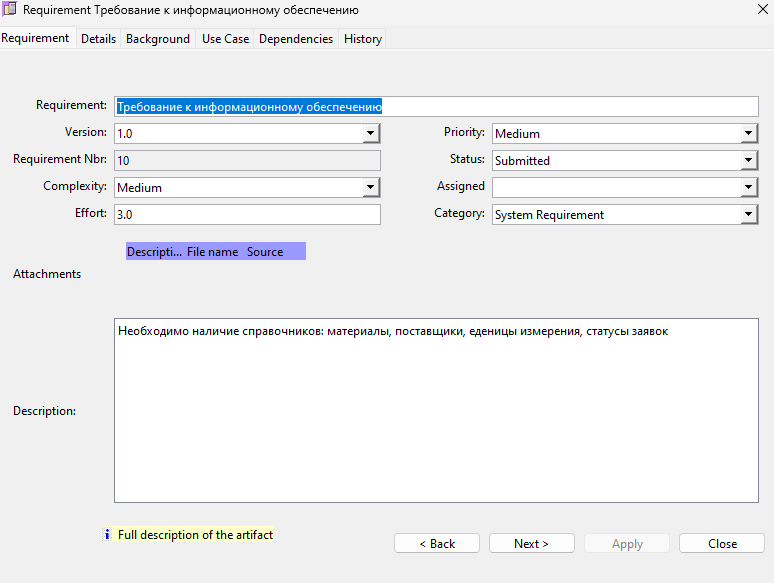 Requirement Требование к информационному обеспечению
Requirement Details Background Use Case Dependencies History
Requirement: Требование к информационному обеспечению
Version: 1.0 Priority: Medium
Requirement Nbr: 10 Status: Submitted
Complexity: Medium Assigned
Effort: 3.0 Category: System Requirement
Descripti... File name Source
Attachments
Необходимо наличие справочников: материалы, поставщики, еденицы измерения, статусы заявок
Description:
i Full description of the artifact
< Back Next > Apply Close